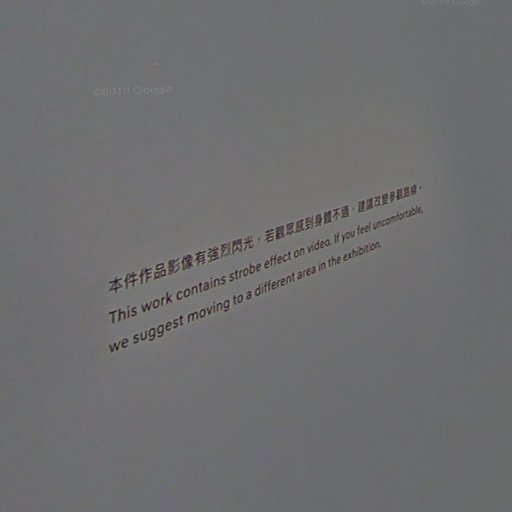 ©2019 Google
©2019 Google
本件作品影像有強烈閃光，若觀眾感到身體不適，建議改變參觀路線。
This work contains strobe effect on video. If you feel uncomfortable,
we suggest moving to a different area in the exhibition.